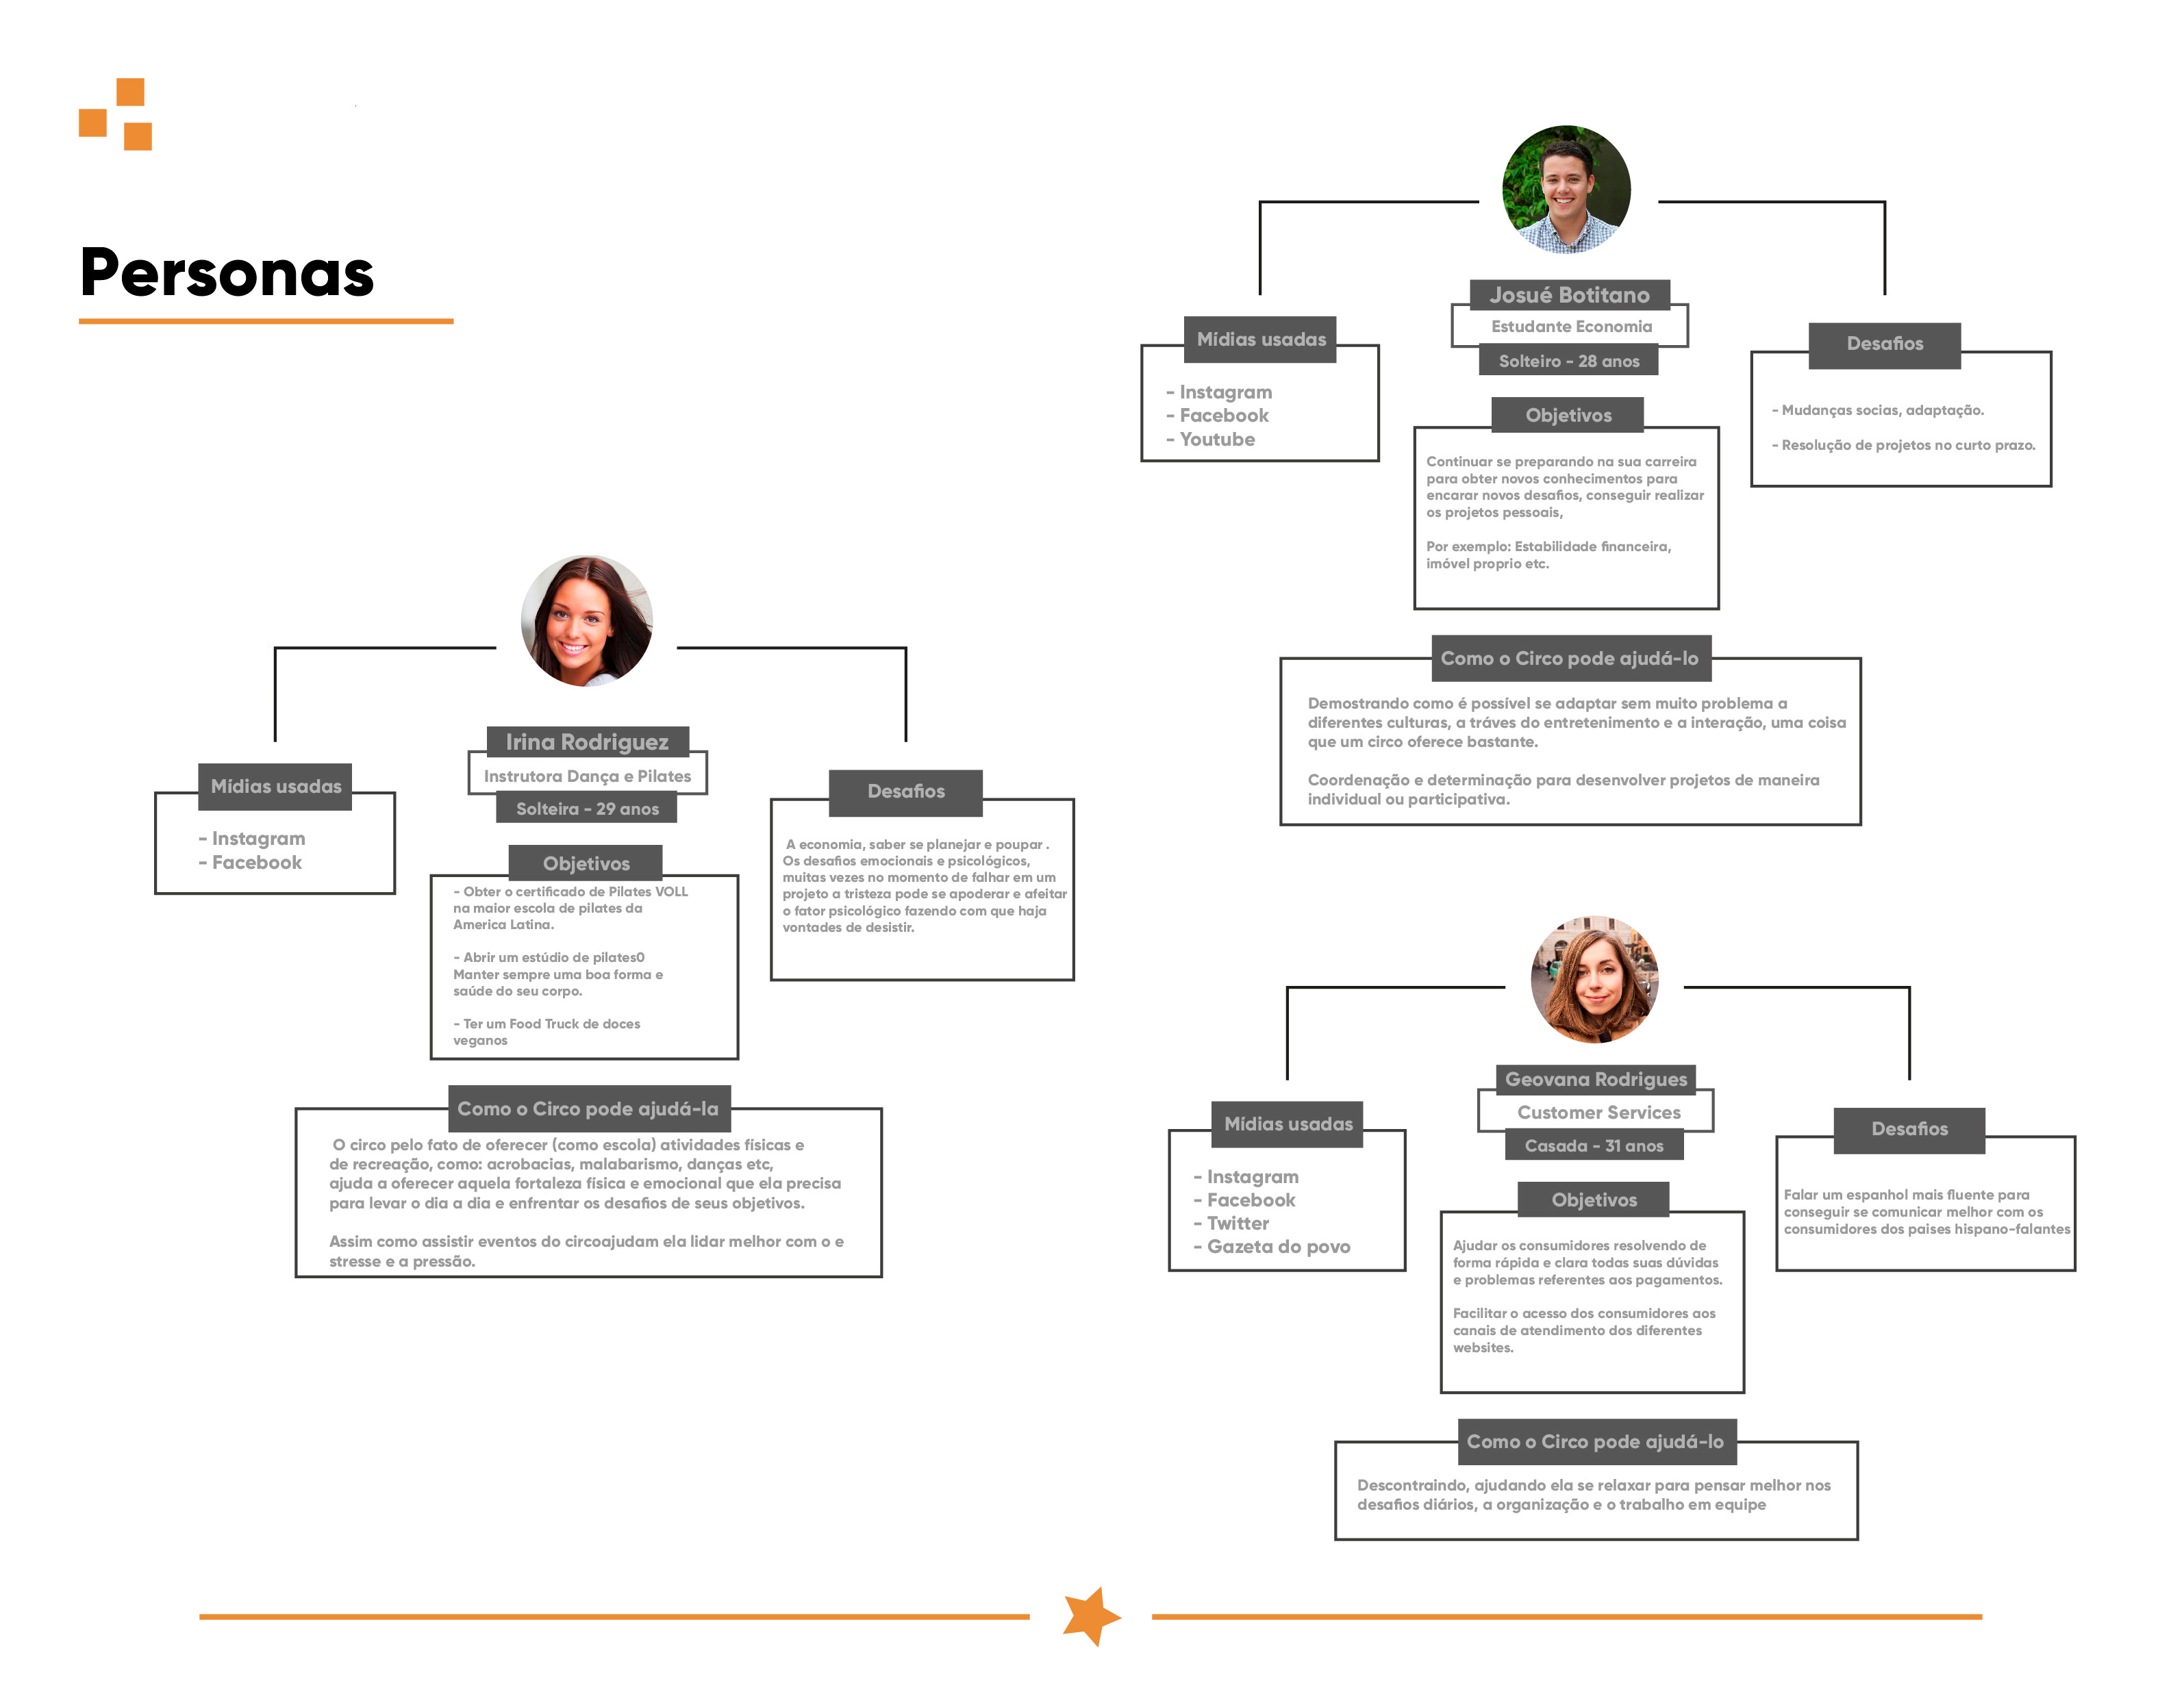 Personas
Josué Botitano
Estudante Economia
Solteiro - 28 anos
Mídias usadas
- Instagram
- Facebook
- Youtube
Objetivos
Continuar se preparando na sua carreira
para obter novos conhecimentos para
encarar novos desafios, conseguir realizar
os projetos pessoais,
Por exemplo: Estabilidade financeira,
imóvel proprio etc.
Desafios
- Mudanças socias, adaptação.
- Resolução de projetos no curto prazo.
Como o Circo pode ajudá-lo
Demostrando como é possível se adaptar sem muito problema a
diferentes culturas, a tráves do entretenimento e a interação, uma coisa
que um circo oferece bastante.
Coordenação e determinação para desenvolver projetos de maneira
individual ou participativa.
Irina Rodriguez
Instrutora Dança e Pilates
Solteira - 29 anos
Mídias usadas
- Instagram
- Facebook
Objetivos
- Obter o certificado de Pilates VOLL
na maior escola de pilates da
America Latina.
- Abrir um estúdio de pilates0
Manter sempre uma boa forma e
saúde do seu corpo.
- Ter um Food Truck de doces
veganos
Desafios
A economia, saber se planejar e poupar .
Os desafios emocionais e psicológicos,
muitas vezes no momento de falhar em um
projeto a tristeza pode se apoderar e afeitar
o fator psicológico fazendo com que haja
vontades de desistir.
Como o Circo pode ajudá-la
O circo pelo fato de oferecer (como escola) atividades físicas e
de recreação, como: acrobacias, malabarismo, danças etc,
ajuda a oferecer aquela fortaleza física e emocional que ela precisa
para levar o dia a dia e enfrentar os desafios de seus objetivos.
Assim como assistir eventos do circoajudam ela lidar melhor com o e
stresse e a pressão.
Geovana Rodrigues
Customer Services
Casada - 31 anos
Mídias usadas
- Instagram
- Facebook
- Twitter
- Gazeta do povo
Objetivos
Ajudar os consumidores resolvendo de
forma rápida e clara todas suas dúvidas
e problemas referentes aos pagamentos.
Facilitar o acesso dos consumidores aos
canais de atendimento dos diferentes
websites.
Desafios
Falar um espanhol mais fluente para
conseguir se comunicar melhor com os
consumidores dos paises hispano-falantes
Como o Circo pode ajudá-lo
Descontraindo, ajudando ela se relaxar para pensar melhor nos
desafios diários, a organização e o trabalho em equipe